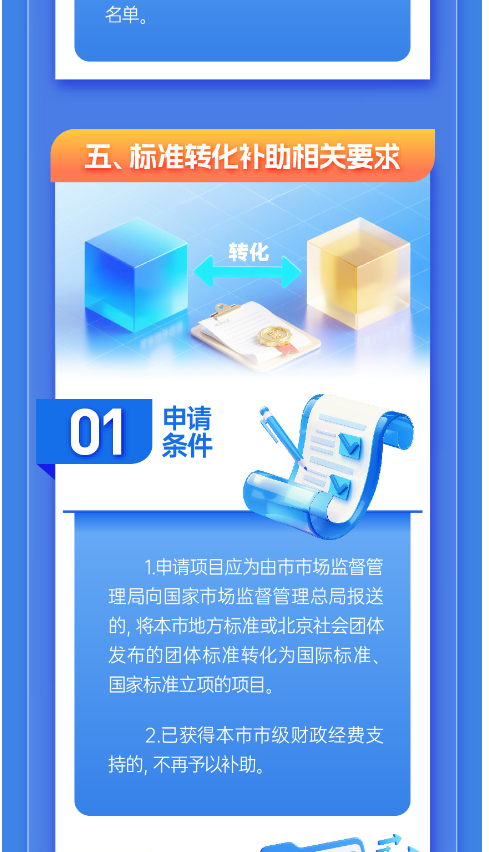 名单。
五、标准转化补助相关要求
转化
01
申请
条件
1.申请项目应为由市市场监督管
理局向国家市场监督管理总局报送
的, 将本市地方标准或北京社会团体
发布的团体标准转化为国际标准、
国家标准立项的项目。
2.已获得本市市级财政经费支
持的, 不再予以补助。